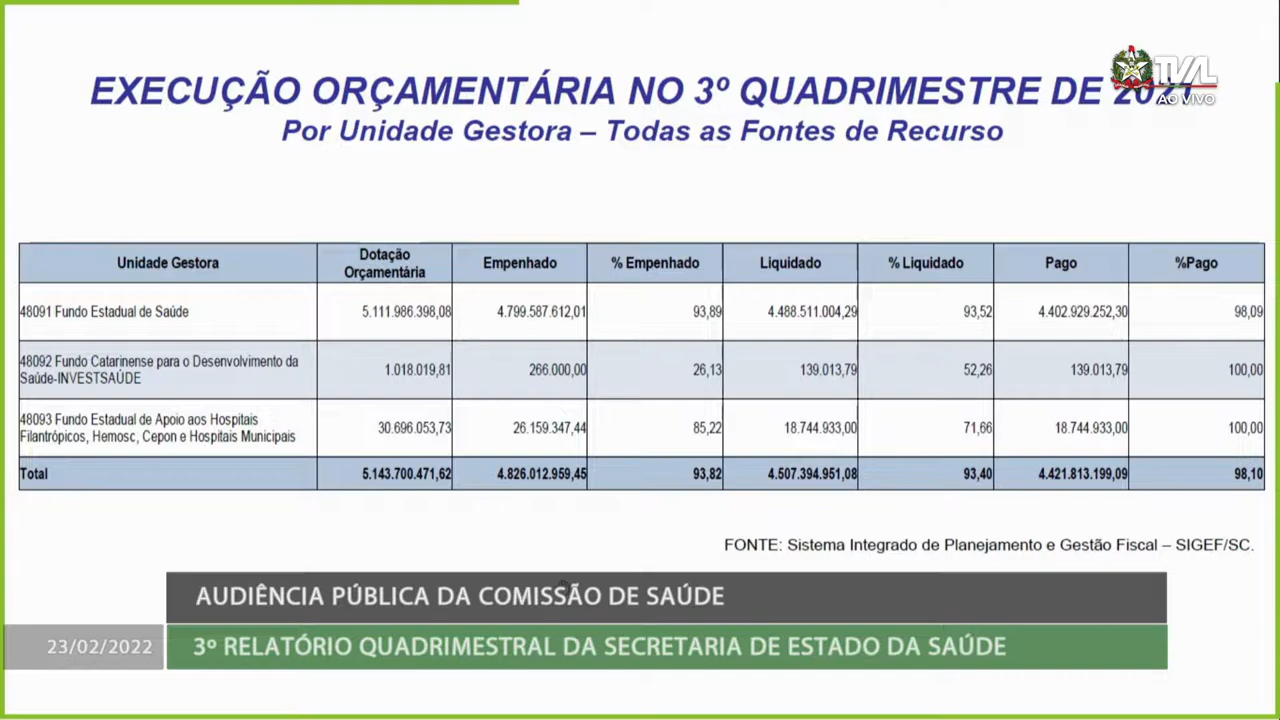 EXECUÇÃO ORÇAMENTÁRIA NO 3º QUADRIMESTRE DE 2021
TVAL
AO VIVO
Por Unidade Gestora – Todas as Fontes de Recurso
Unidade Gestora Dotação Orçamentária Empenhado % Empenhado Liquidado % Liquidado Pago %Pago
48091 Fundo Estadual de Saúde 5.111.986.398,08 4.799.587.612,01 93,89 4.488.511.004,29 93,52 4.402.929.252,30 98,09
48092 Fundo Catarinense para o Desenvolvimento da
Saúde-INVESTSAÚDE 1.018.019,81 266.000,00 26,13 139.013,79 52,26 139.013,79 100,00
48093 Fundo Estadual de Apoio aos Hospitais
Filantrópicos, Hemosc, Cepon e Hospitais Municipais 30.696.053,73 26.159.347,44 85,22 18.744.933,00 71,66 18.744.933,00 100,00
Total 5.143.700.471,62 4.826.012.959,45 93,82 4.507.394.951,08 93,40 4.421.813.199,09 98,10
FONTE: Sistema Integrado de Planejamento e Gestão Fiscal – SIGEF/SC.
AUDIÊNCIA PÚBLICA DA COMISSÃO DE SAÚDE
23/02/2022 3º RELATÓRIO QUADRIMESTRAL DA SECRETARIA DE ESTADO DA SAÚDE